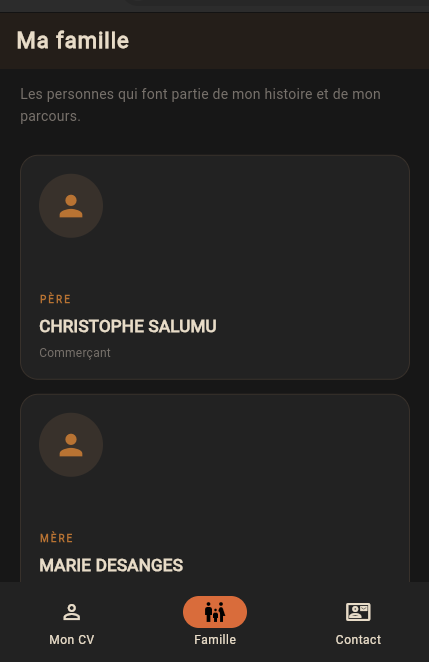 Ma famille
Les personnes qui font partie de mon histoire et de mon
parcours.
PÈRE
CHRISTOPHE SALUMU
Commerçant
MÈRE
MARIE DESANGES
Mon CV
Famille
Contact